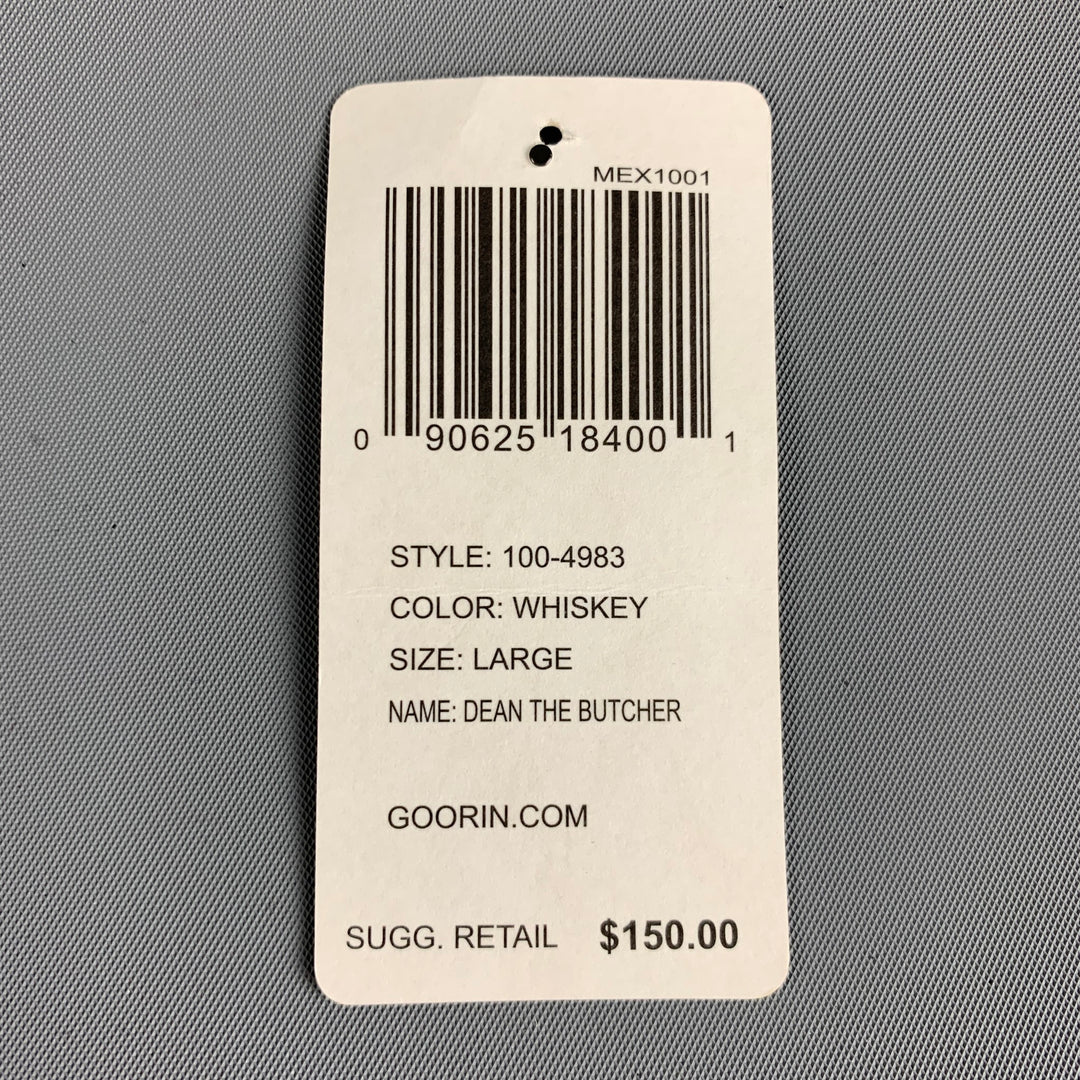 MEX1001
0 90625 18400 1
STYLE: 100-4983
COLOR: WHISKEY
SIZE: LARGE
NAME: DEAN THE BUTCHER
GOORIN.COM
SUGG. RETAIL $150.00